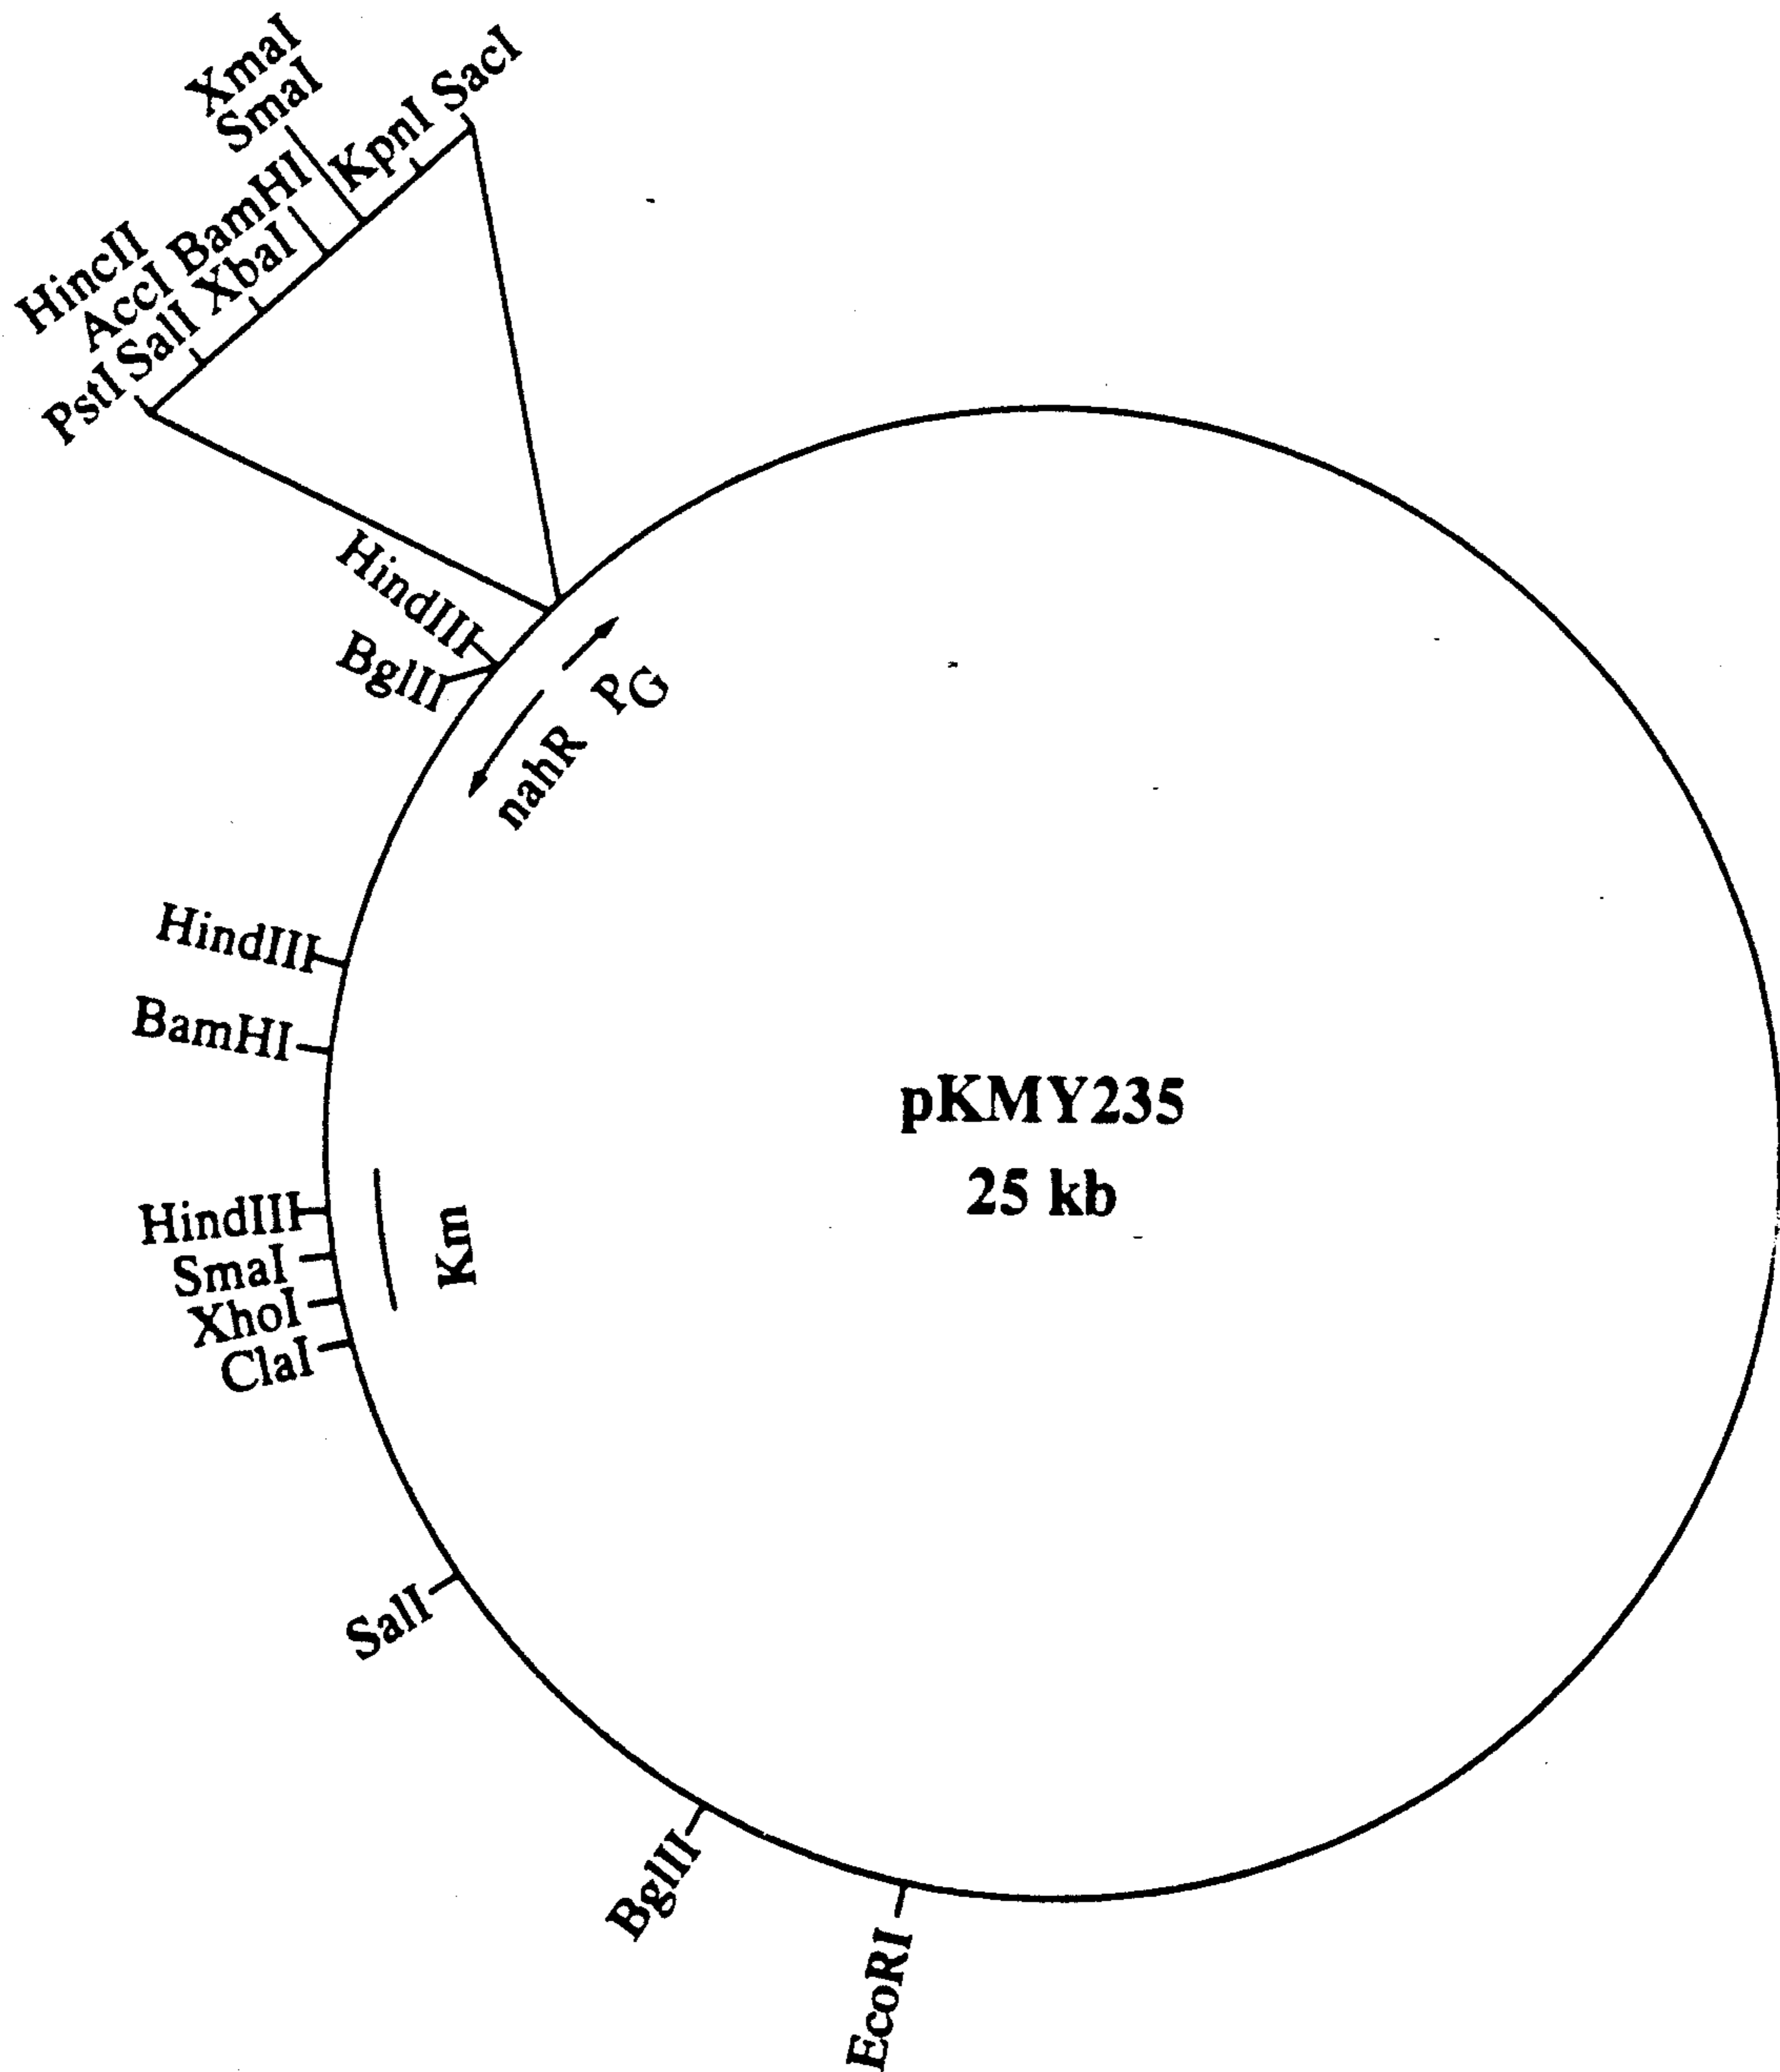 XmaI
SmaI
KpnI SacI
HincII
AccI BamHI
PstI SalI XbaI
HindIII
BglII
PG
nahR
HindIII
BamHI
pKMY235
25 kb
HindIII
SmaI
XhoI
ClaI
Km
SalI
BglII
EcoRI